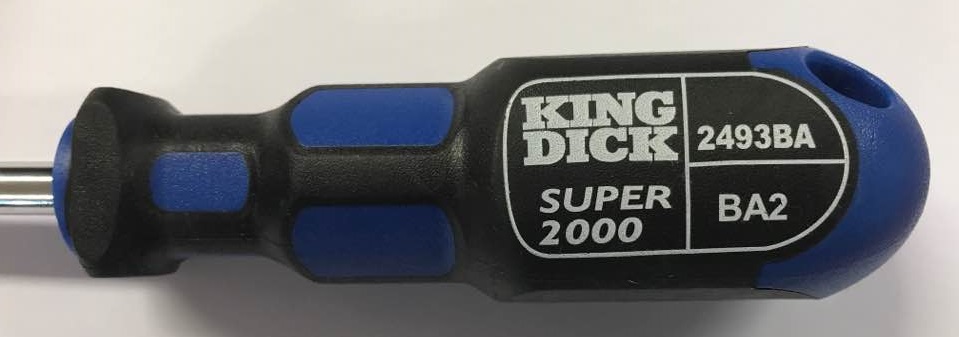 KING
DICK
SUPER
2000
2493BA
BA2